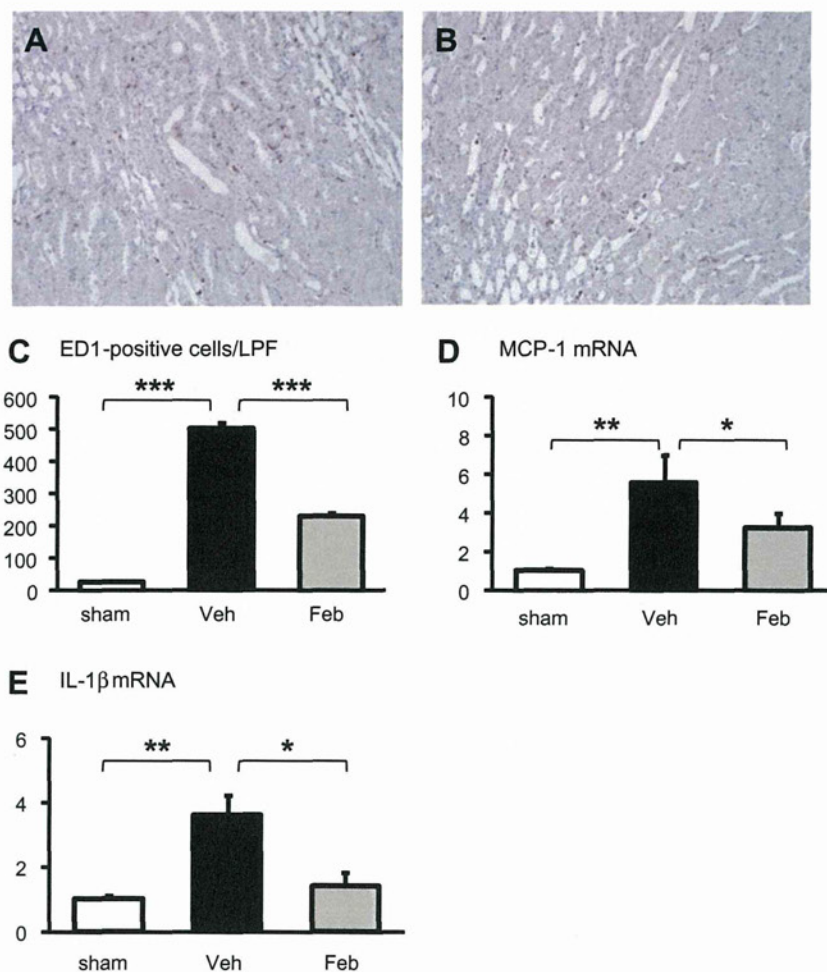 A
B
C ED1-positive cells/LPF
***
***
600
500
400
300
200
100
0
sham Veh Feb
D MCP-1 mRNA
**
*
10
8
6
4
2
0
sham Veh Feb
E IL-1β mRNA
**
*
6
4
2
0
sham Veh Feb